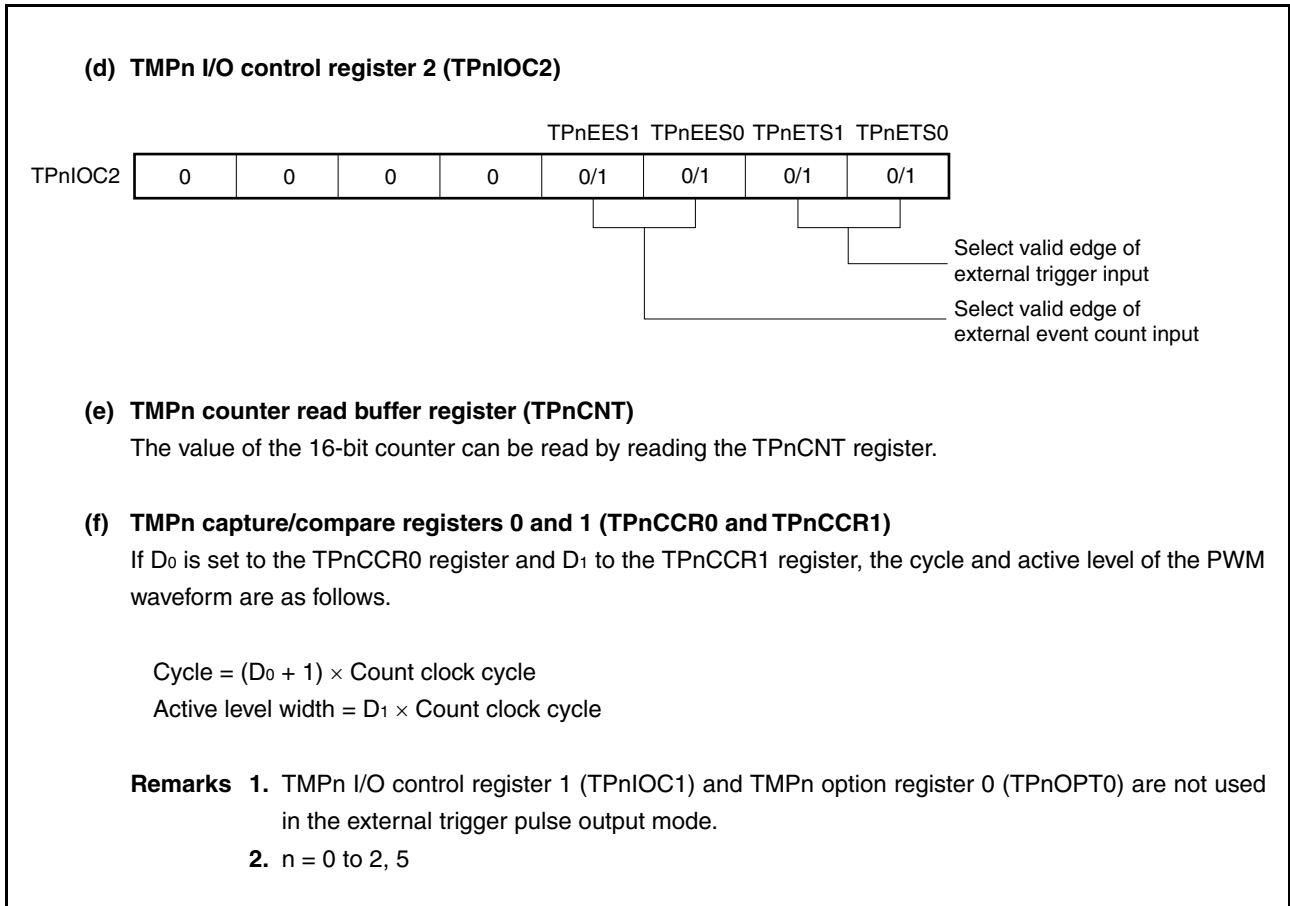 (d) TMPn I/O control register 2 (TPnIOC2)
TPnEES1 TPnEES0 TPnETS1 TPnETS0
TPnIOC2 0 0 0 0 0/1 0/1 0/1 0/1
Select valid edge of
external trigger input
Select valid edge of
external event count input
(e) TMPn counter read buffer register (TPnCNT)
The value of the 16-bit counter can be read by reading the TPnCNT register.
(f) TMPn capture/compare registers 0 and 1 (TPnCCR0 and TPnCCR1)
If D0 is set to the TPnCCR0 register and D1 to the TPnCCR1 register, the cycle and active level of the PWM
waveform are as follows.
Cycle = (D0 + 1) × Count clock cycle
Active level width = D1 × Count clock cycle
Remarks 1. TMPn I/O control register 1 (TPnIOC1) and TMPn option register 0 (TPnOPT0) are not used
in the external trigger pulse output mode.
2. n = 0 to 2, 5